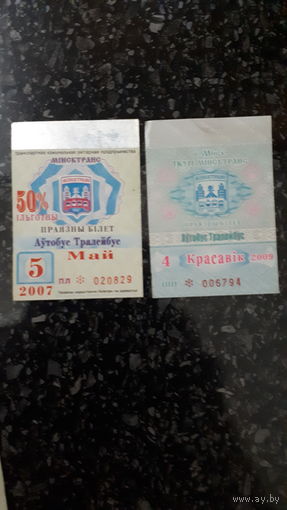 МІНСКТРАНС
50%
ІЛЬГОТНЫ
ПРАЯЗНЫ БІЛЕТ
Аўтобус Тралейбус
5 Май
2007 ПЛ * 020829
г. Мінск
МІНСКТРАНС
Аўтобус Тралейбус
4 Красавік 2009
* 006794
www.ay.by